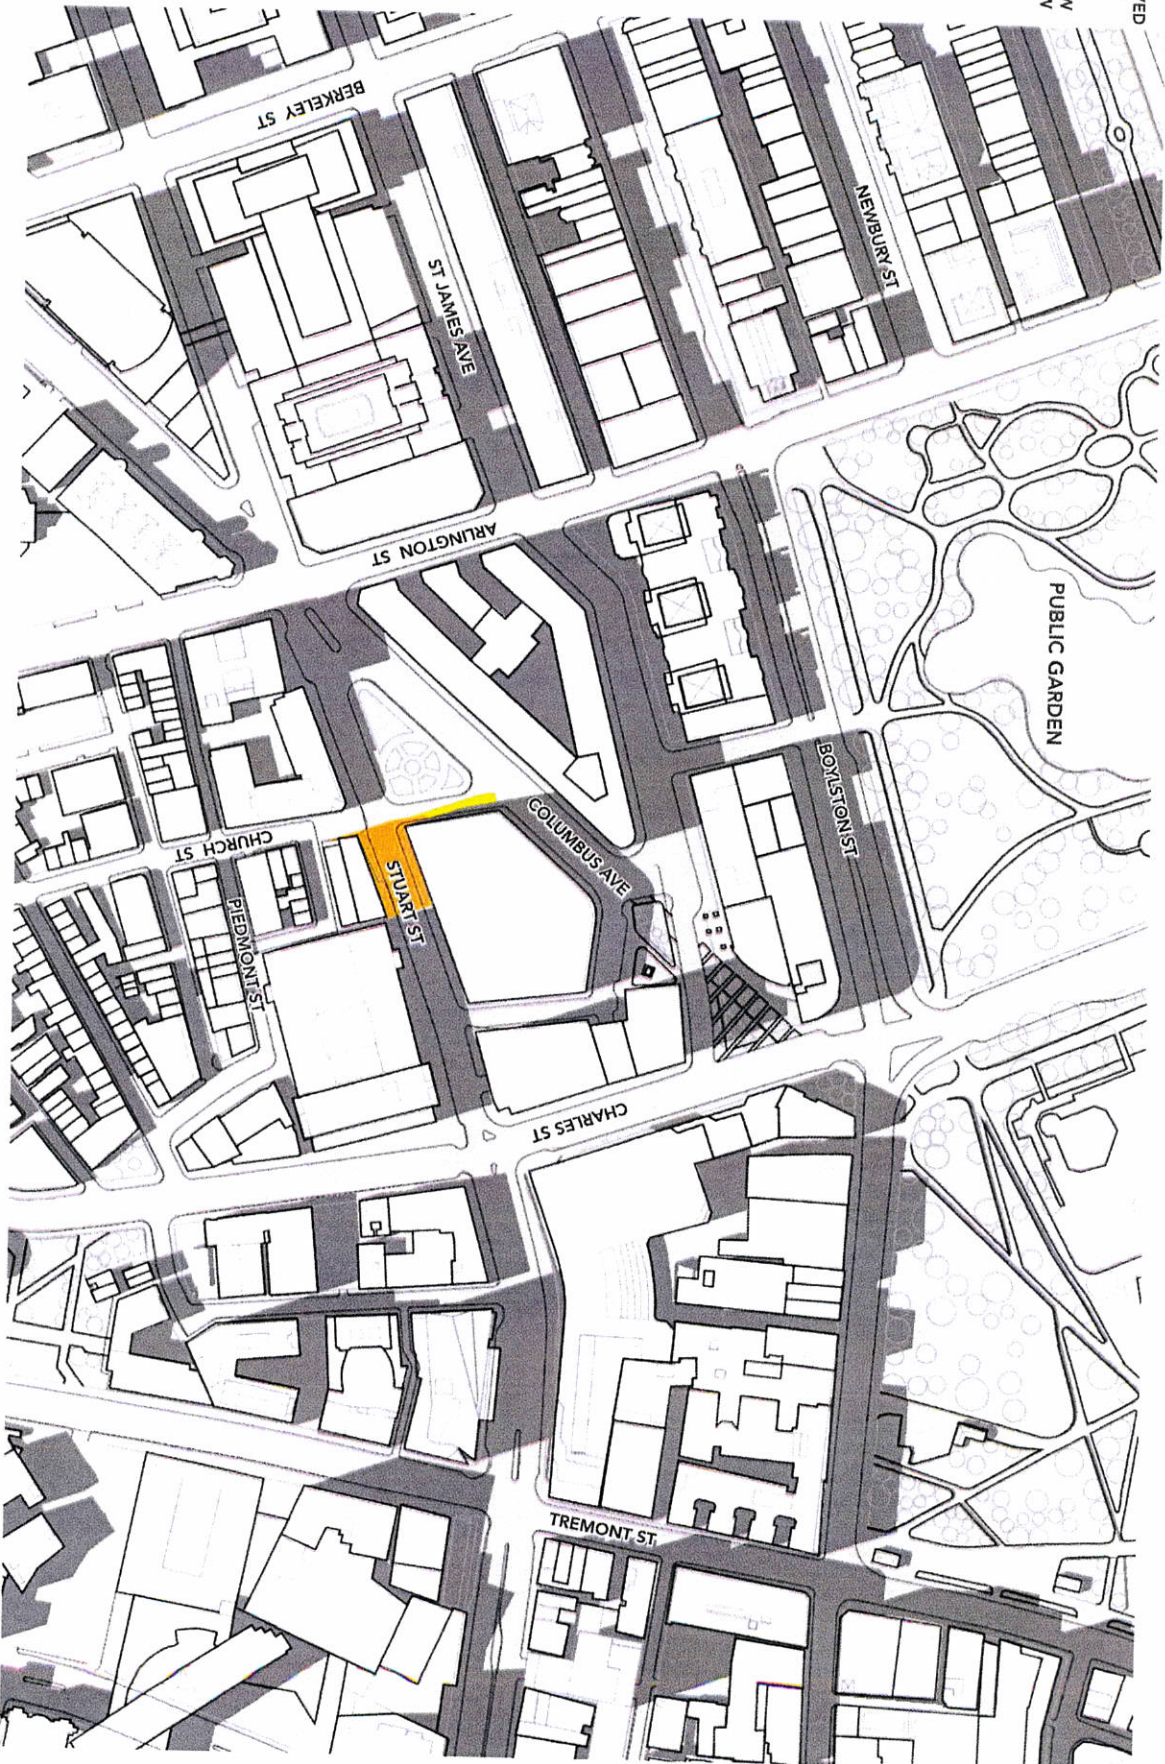 ED
W
BERKELEY ST
ST JAMES AVE
NEWBURY ST
ARLINGTON ST
PUBLIC GARDEN
BOYLSTON ST
COLUMBUS AVE
CHURCH ST
STUART ST
PIEDMONT ST
CHARLES ST
TREMONT ST